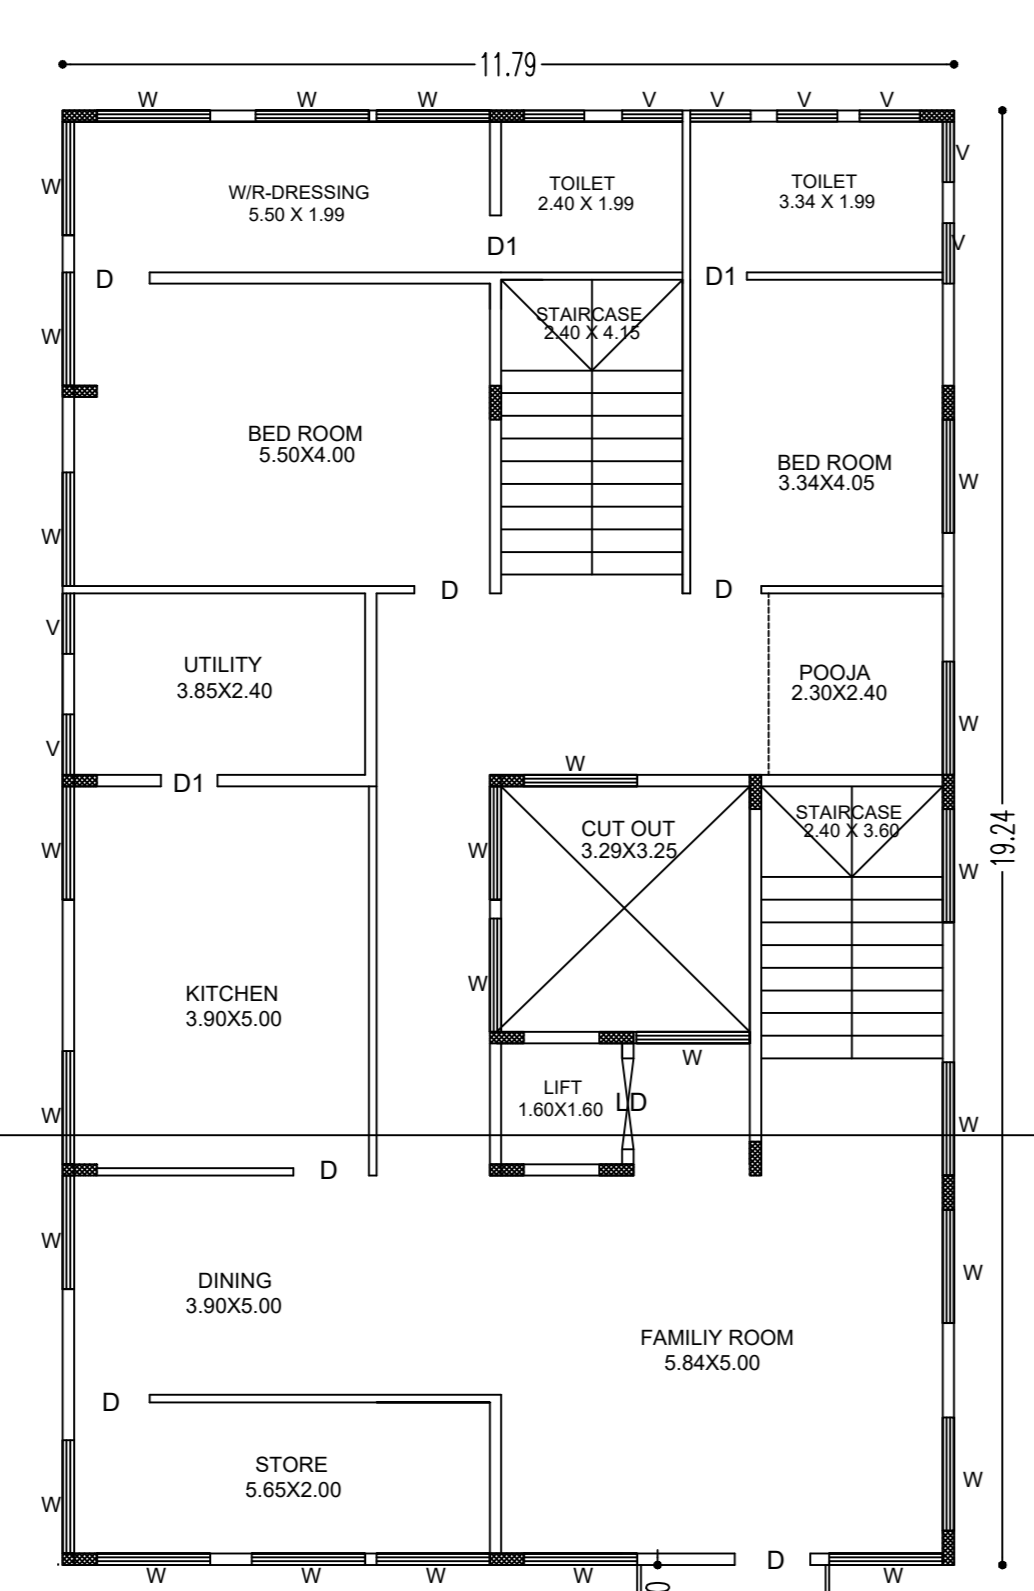 11.79
W W W V V V V
W
W/R-DRESSING
5.50 X 1.99
TOILET
2.40 X 1.99
TOILET
3.34 X 1.99
V
V
D1
D
D1
W
STAIRCASE
2.40 X 4.15
BED ROOM
5.50X4.00
BED ROOM
3.34X4.05
W
W
D
D
V
UTILITY
3.85X2.40
POOJA
2.30X2.40
W
V
D1
W
STAIRCASE
2.40 X 3.60
CUT OUT
3.29X3.25
19.24
W
W
W
KITCHEN
3.90X5.00
W
W
LIFT
1.60X1.60
LD
W
W
D
W
DINING
3.90X5.00
W
FAMILIY ROOM
5.84X5.00
D
STORE
5.65X2.00
W
W
D
W W W W W